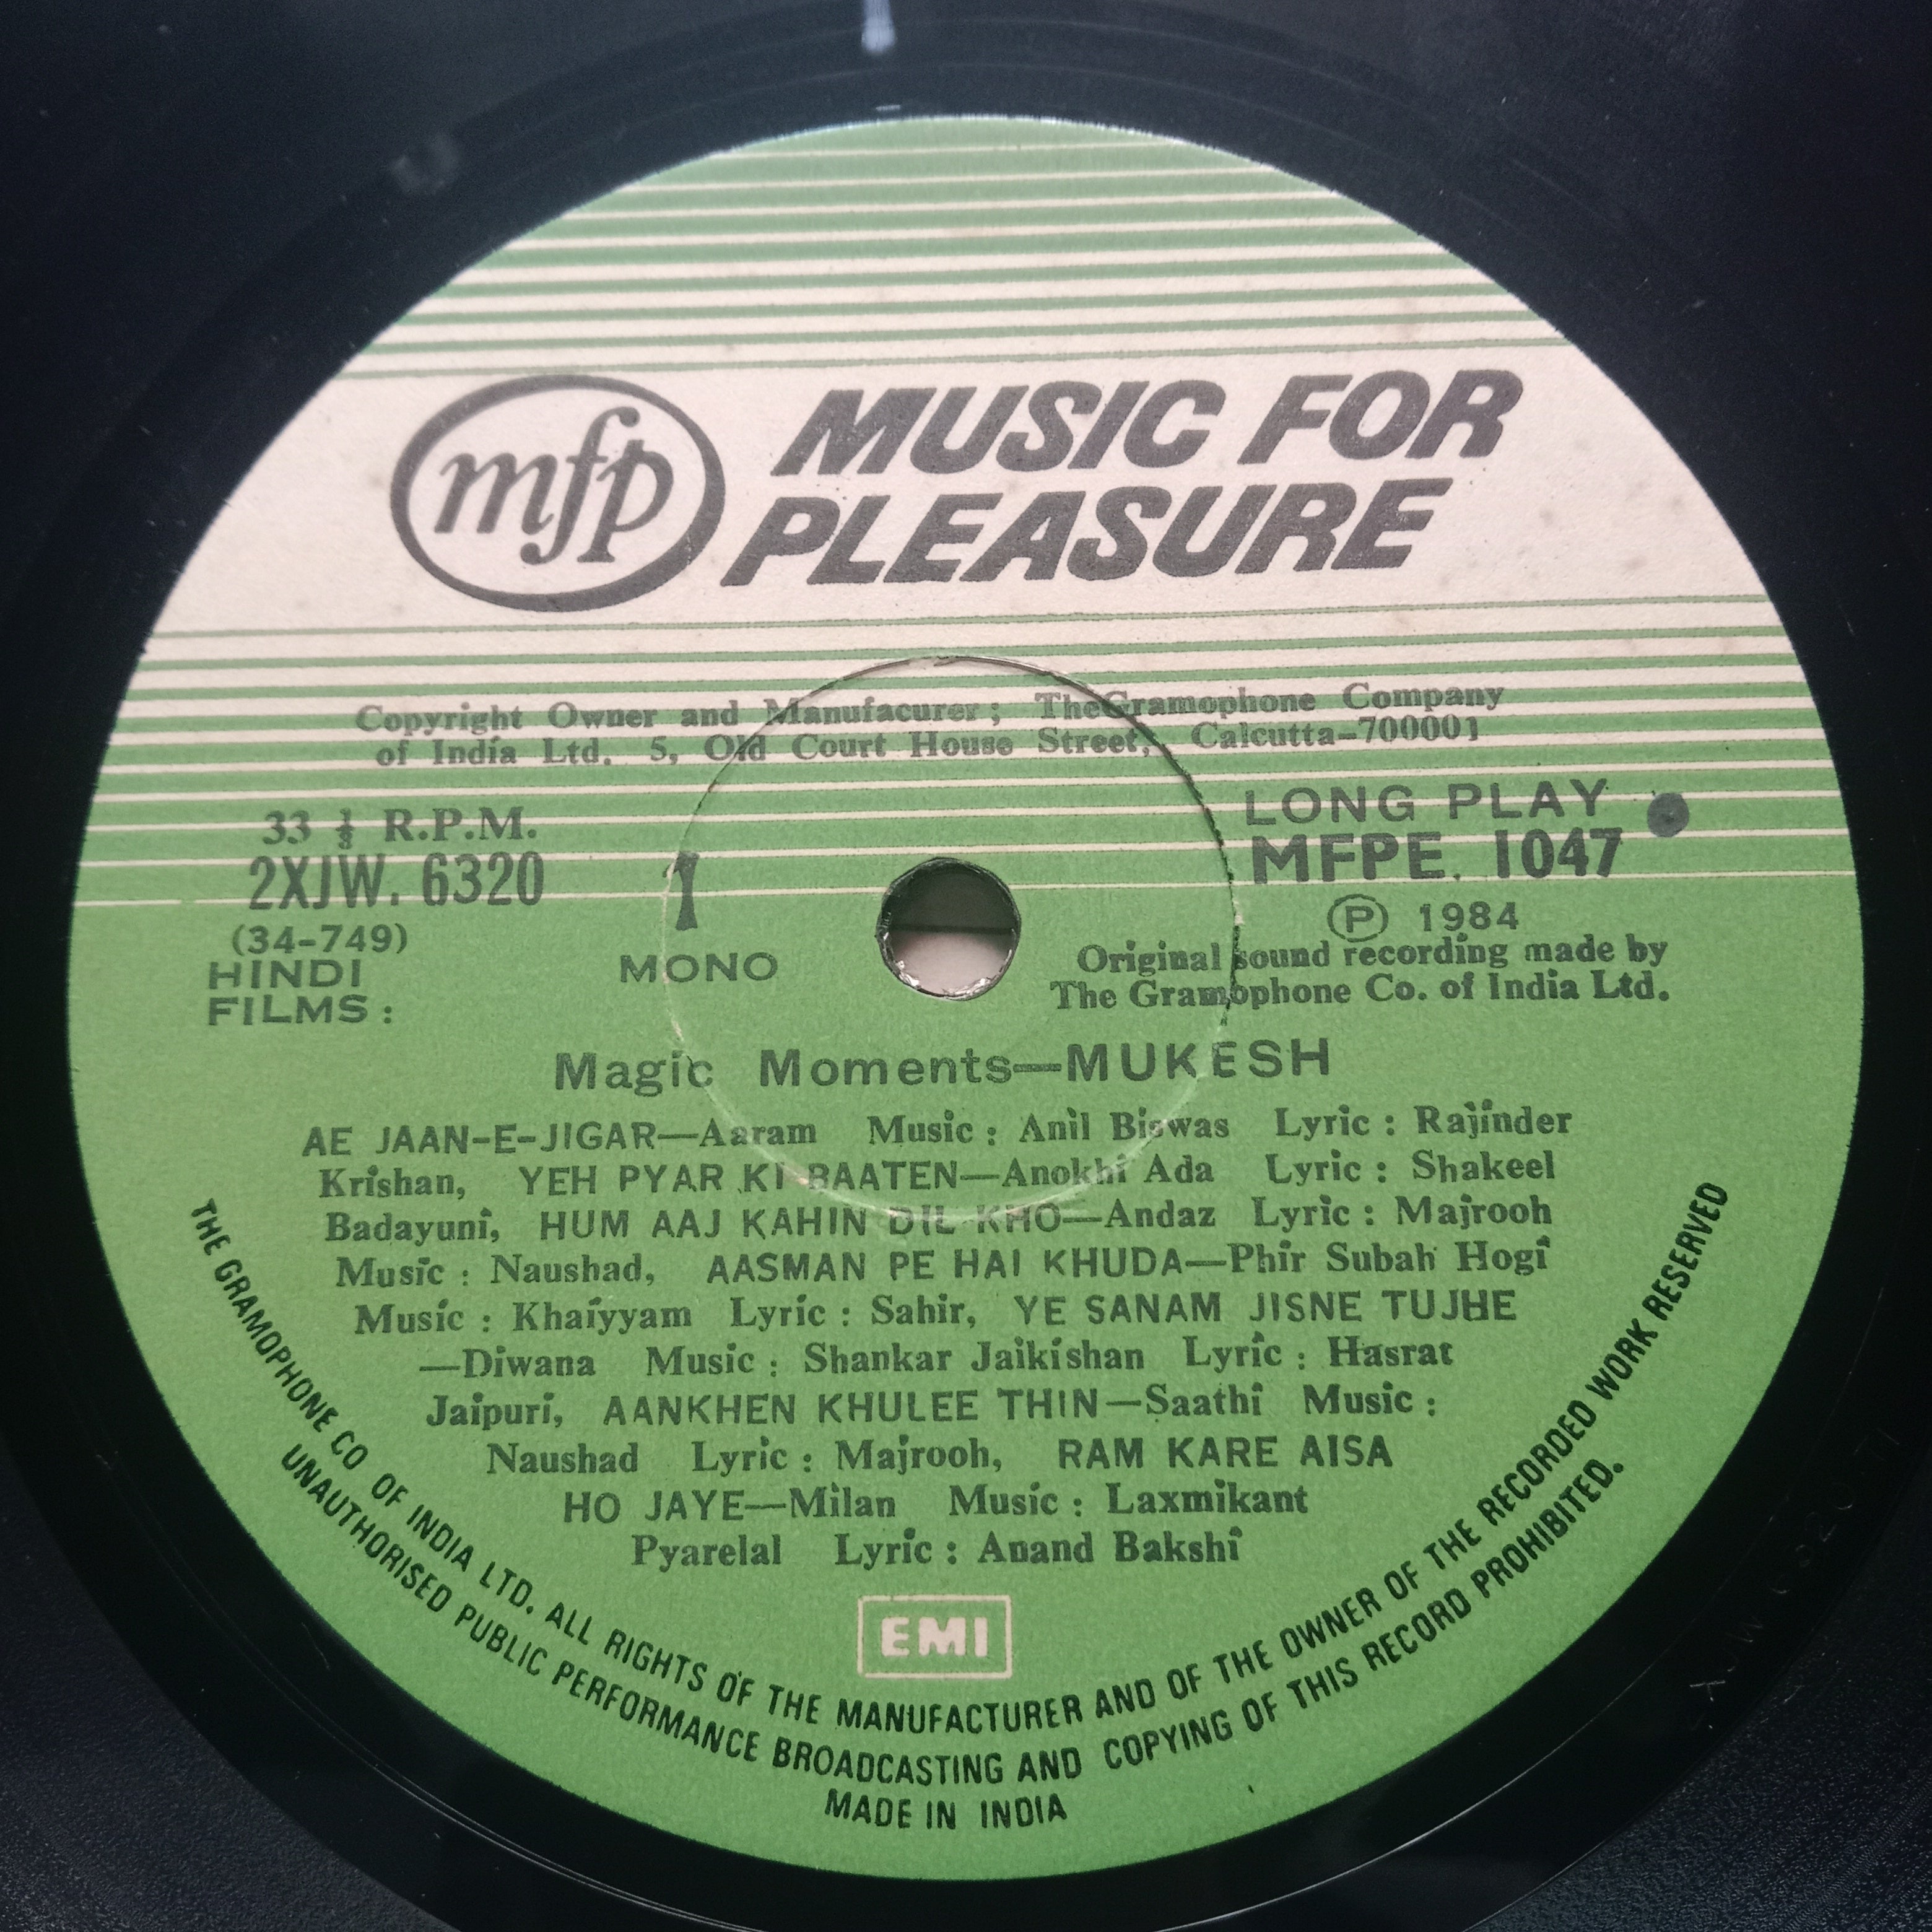 mfp
MUSIC FOR
PLEASURE
Copyright Owner and Manufacurer; The Gramophone Company
of India Ltd. 5, Old Court House Street, Calcutta-700001
33 ⅓ R.P.M.
2XJW. 6320
(34-749)
HINDI
FILMS :
1
MONO
LONG PLAY
MFPE. 1047
Ⓟ 1984
Original sound recording made by
The Gramophone Co. of India Ltd.
Magic Moments—MUKESH
AE JAAN-E-JIGAR—Aaram Music : Anil Biswas Lyric : Rajinder
Krishan, YEH PYAR KI BAATEN—Anokhi Ada Lyric : Shakeel
Badayuni, HUM AAJ KAHIN DIL KHO—Andaz Lyric : Majrooh
Music : Naushad, AASMAN PE HAI KHUDA—Phir Subah Hogi
Music : Khaiyyam Lyric : Sahir, YE SANAM JISNE TUJHE
—Diwana Music : Shankar Jaikishan Lyric : Hasrat
Jaipuri, AANKHEN KHULEE THIN—Saathi Music :
Naushad Lyric : Majrooh, RAM KARE AISA
HO JAYE—Milan Music : Laxmikant
Pyarelal Lyric : Anand Bakshi
EMI
THE GRAMOPHONE CO OF INDIA LTD. ALL RIGHTS OF THE MANUFACTURER AND OF THE OWNER OF THE RECORDED WORK RESERVED
UNAUTHORISED PUBLIC PERFORMANCE BROADCASTING AND COPYING OF THIS RECORD PROHIBITED.
MADE IN INDIA